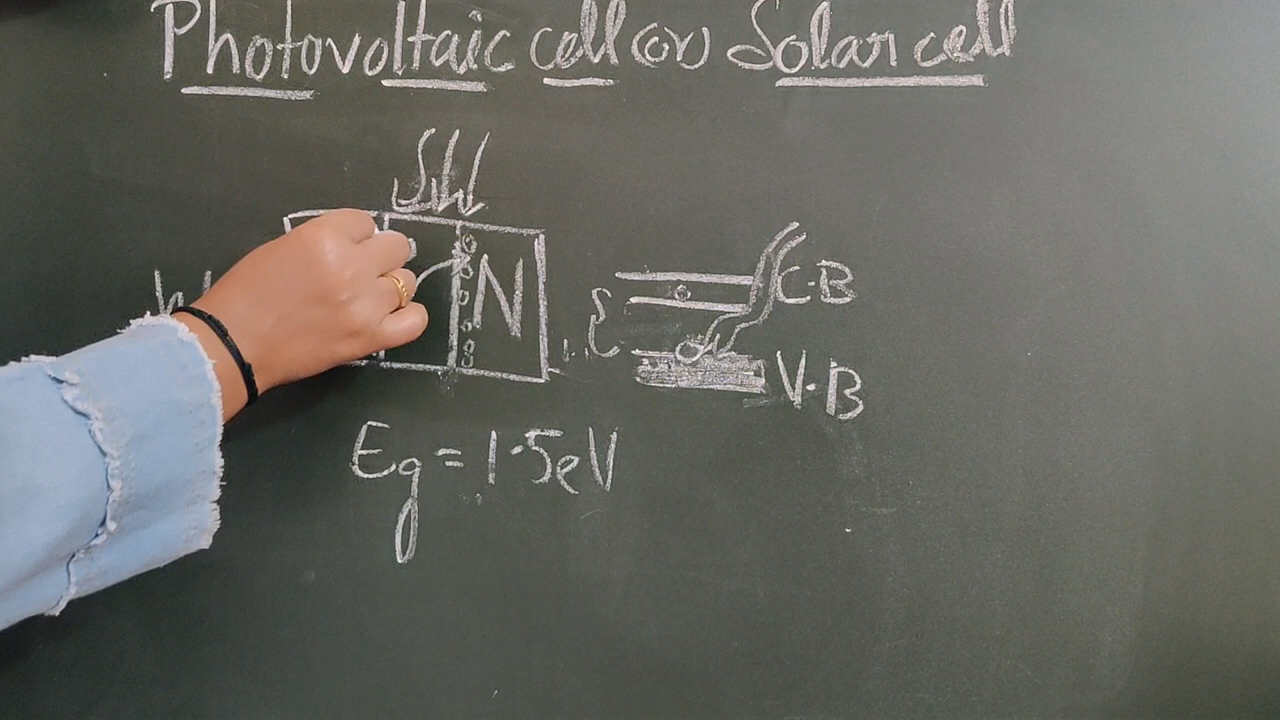 Photovoltaic cell (or) Solar cell
N
C.B
V.B
Eg = 1.5eV